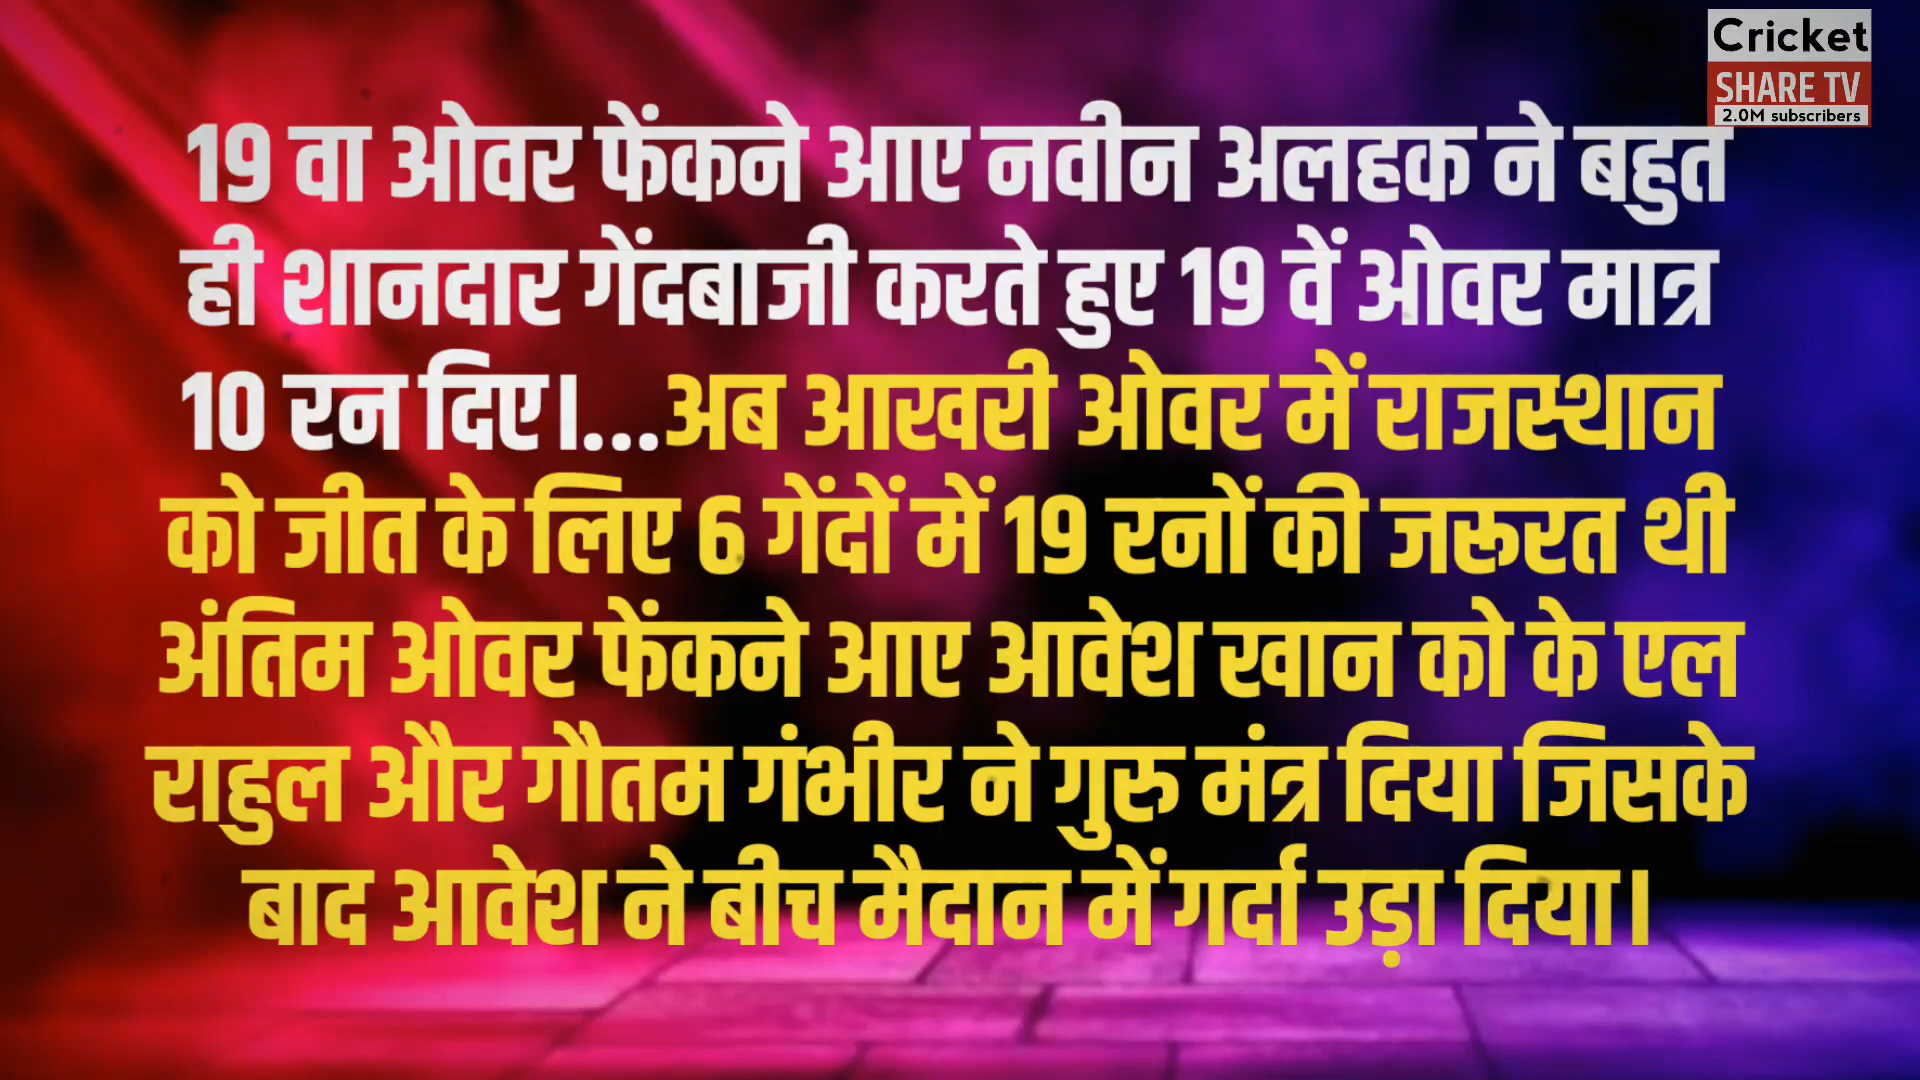 Cricket
SHARE TV
2.0M subscribers
19 वा ओवर फेंकने आए नवीन अलहक ने बहुत
ही शानदार गेंदबाजी करते हुए 19 वें ओवर मात्र
10 रन दिए।...अब आखरी ओवर में राजस्थान
को जीत के लिए 6 गेंदों में 19 रनों की जरूरत थी
अंतिम ओवर फेंकने आए आवेश खान को के एल
राहुल और गौतम गंभीर ने गुरु मंत्र दिया जिसके
बाद आवेश ने बीच मैदान में गर्दा उड़ा दिया।